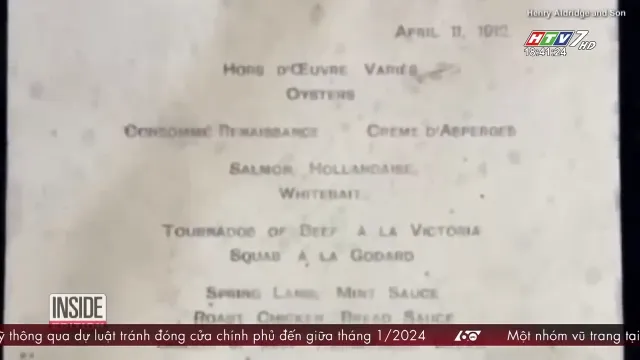 Henry Aldridge and Son
APRIL 11, 1912.
HTV7 HD
18:41:24
HORS D'ŒUVRE VARIÉS
OYSTERS
CONSOMMÉ RENAISSANCE CRÈME D'ASPERGES
SALMON, HOLLANDAISE
WHITEBAIT
TOURNADOS OF BEEF À LA VICTORIA
SQUAB À LA GODARD
SPRING LAMB, MINT SAUCE
ROAST CHICKEN, BREAD SAUCE
INSIDE
EDITION
ỹ thông qua dự luật tránh đóng cửa chính phủ đến giữa tháng 1/2024 60 Một nhóm vũ trang tại